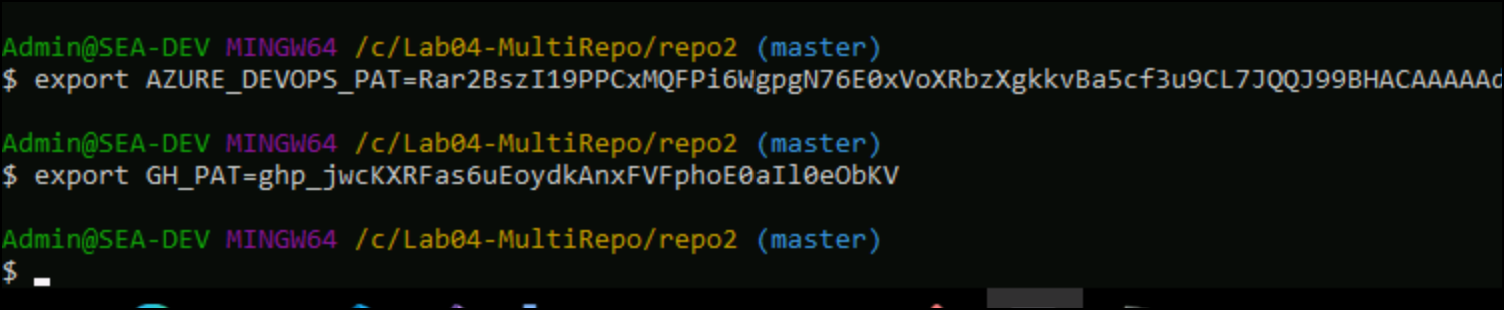 Admin@SEA-DEV MINGW64 /c/Lab04-MultiRepo/repo2 (master)
$ export AZURE_DEVOPS_PAT=Rar2BszI19PPCxMQFPi6WgpgN76E0xVoXRbzXgkkvBa5cf3u9CL7JQQJ99BHACAAAAAd
Admin@SEA-DEV MINGW64 /c/Lab04-MultiRepo/repo2 (master)
$ export GH_PAT=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
Admin@SEA-DEV MINGW64 /c/Lab04-MultiRepo/repo2 (master)
$